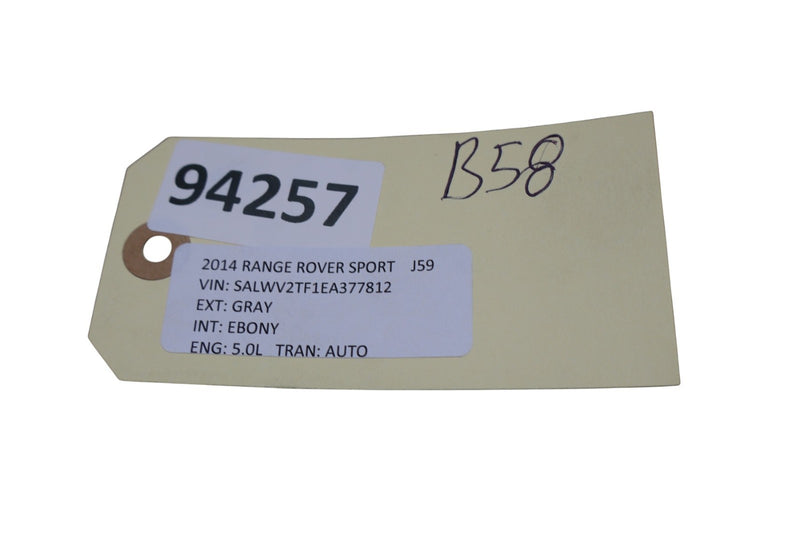 B58
94257
2014 RANGE ROVER SPORT J59
VIN: SALWV2TF1EA377812
EXT: GRAY
INT: EBONY
ENG: 5.0L TRAN: AUTO